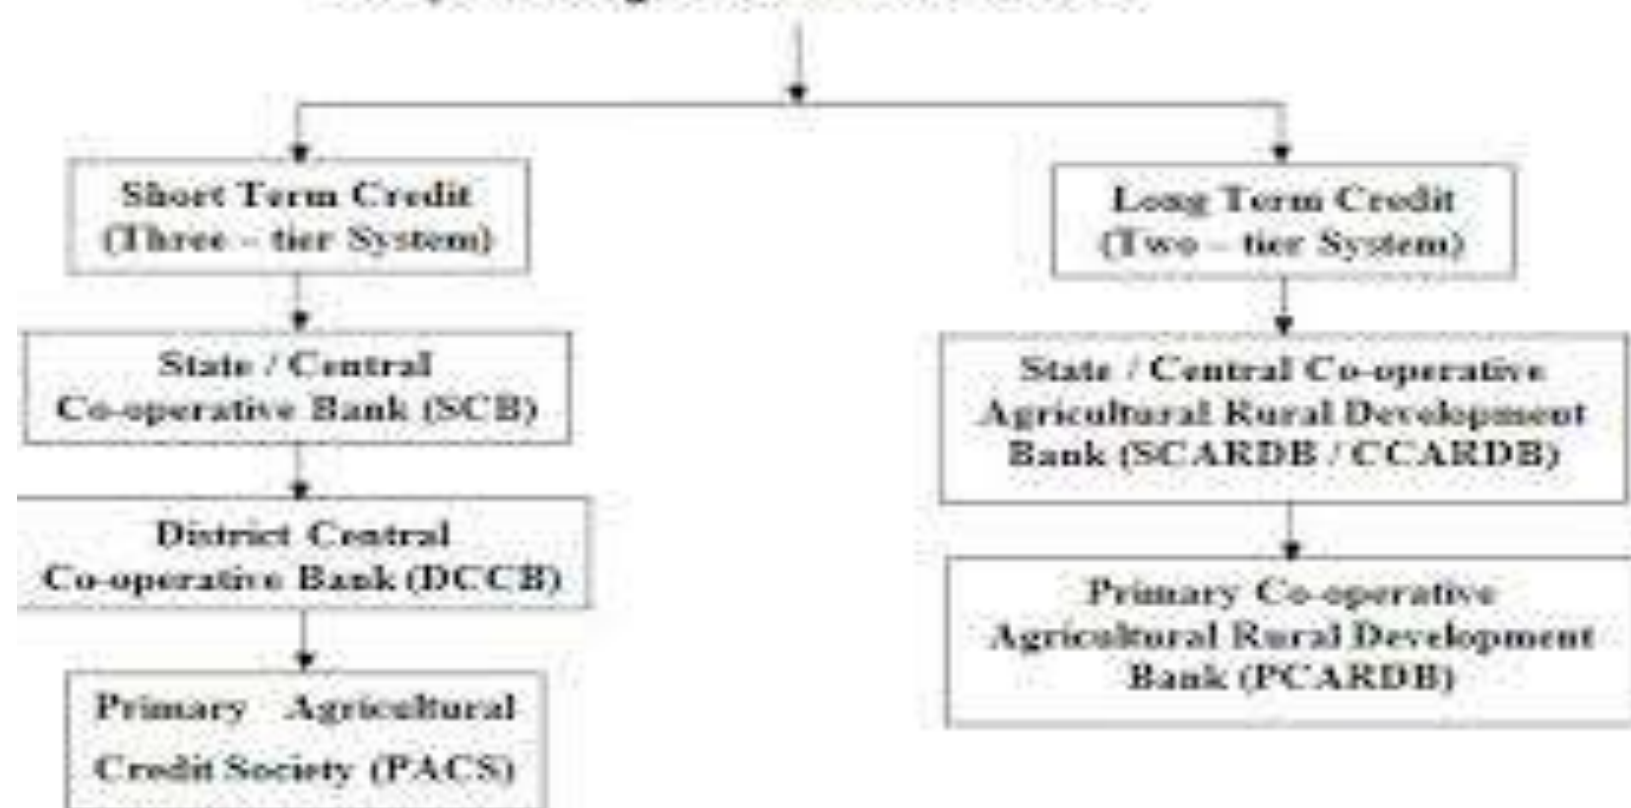 Short Term Credit
(Three – tier System)
Long Term Credit
(Two – tier System)
State / Central
Co-operative Bank (SCB)
State / Central Co-operative
Agricultural Rural Development
Bank (SCARDB / CCARDB)
District Central
Co-operative Bank (DCCB)
Primary Co-operative
Agricultural Rural Development
Bank (PCARDB)
Primary Agricultural
Credit Society (PACS)